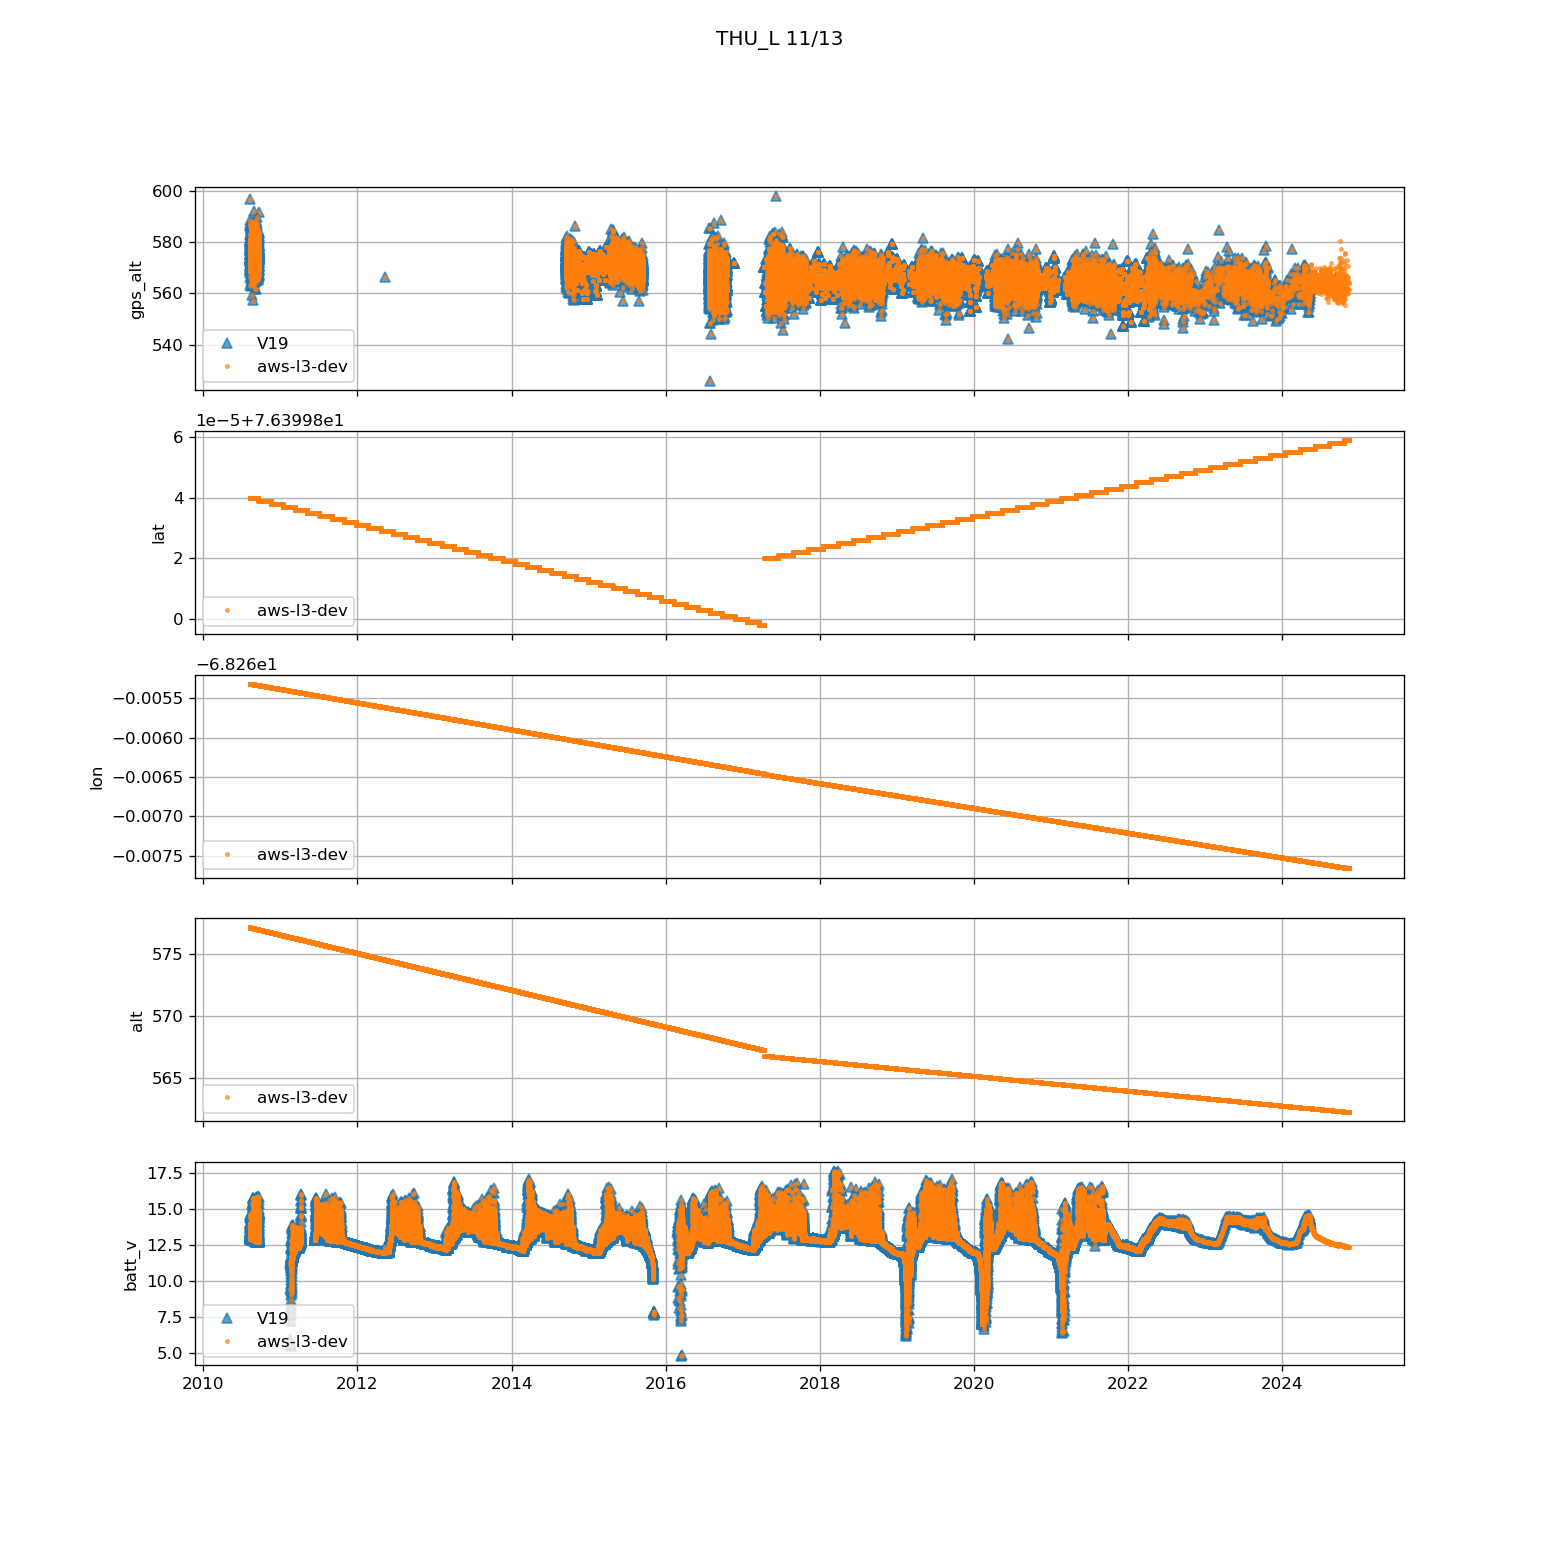 THU_L 11/13
600
580
560
540
gps_alt
V19
aws-l3-dev
1e−5+7.63998e1
6
4
2
0
lat
aws-l3-dev
−6.826e1
−0.0055
−0.0060
−0.0065
−0.0070
−0.0075
lon
aws-l3-dev
575
570
565
alt
aws-l3-dev
17.5
15.0
12.5
10.0
7.5
5.0
batt_v
V19
aws-l3-dev
2010 2012 2014 2016 2018 2020 2022 2024